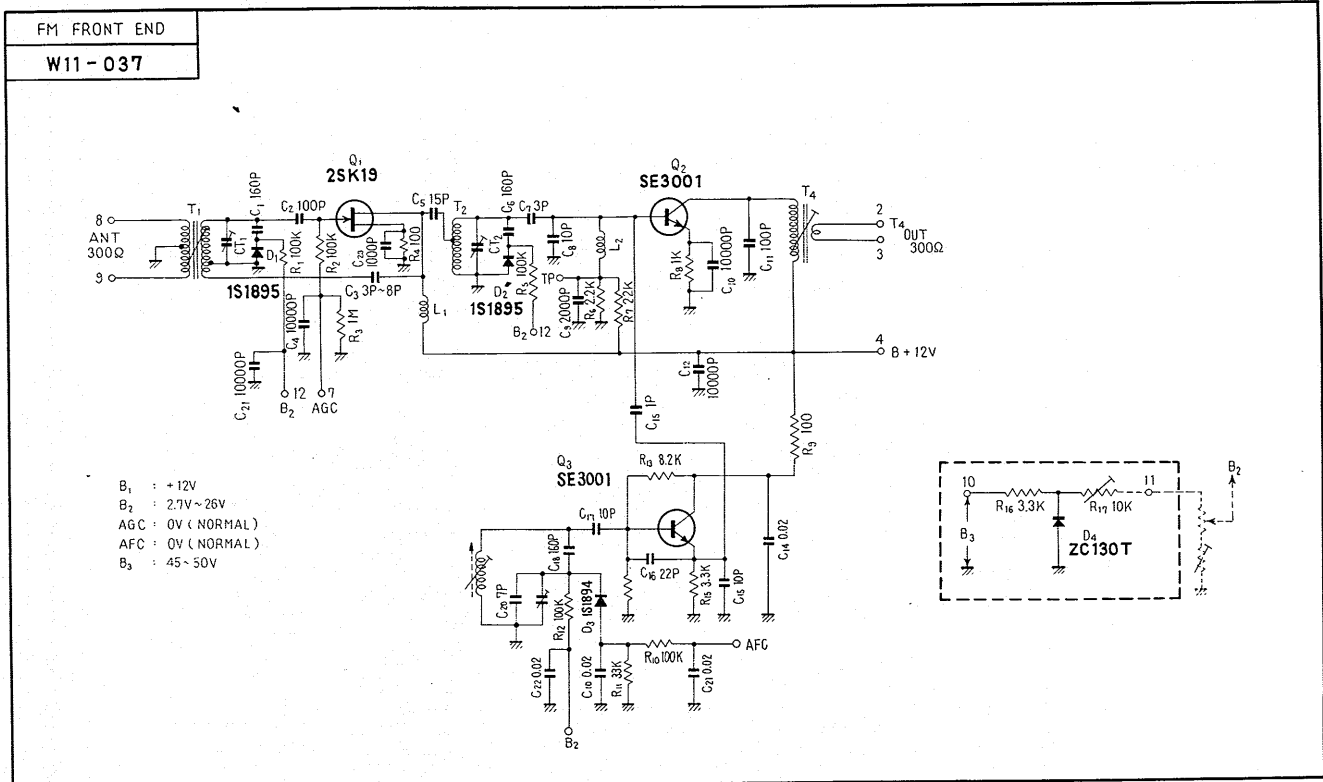 FM FRONT END
W11-037
Q₁
2SK19
Q₂
SE3001
T₁
C₁ 160P
C₂ 100P
C₅ 15P
T₂
C₆ 160P
C₇ 3P
T₄
8
ANT
300Ω
9
CT₁
D₁
R₁ 100K
R₂ 100K
C₂₃
1000P
R₄ 100
CT₂
R₅ 100K
C₈ 10P
L₂
R₈ 1K
C₁₀ 10000P
C₁₁ 100P
2
T₄
OUT
300Ω
3
1S1895
C₃ 3P~8P
D₂
1S1895
TP
C₉ 2000P
R₆ 2.2K
R₇ 22K
C₄ 10000P
R₃ 1M
L₁
B₂ 12
4
B+12V
C₂₁ 10000P
12
B₂
7
AGC
C₁₂
10000P
C₁₅ 1P
R₉ 100
B₁ : +12V
B₂ : 2.7V~26V
AGC : 0V (NORMAL)
AFC : 0V (NORMAL)
B₃ : 45~50V
Q₃
SE3001
R₁₃ 8.2K
C₁₇ 10P
C₁₈ 160P
C₁₆ 22P
R₁₅ 3.3K
C₁₅ 10P
C₁₄ 0.02
C₂₀ 7P
R₁₂ 100K
D₃ 1S1894
R₁₀ 100K
AFC
C₂₂ 0.02
C₁₀ 0.02
R₁₁ 33K
C₂₁ 0.02
B₂
10
R₁₆ 3.3K
R₁₇ 10K
11
B₂
B₃
D₄
ZC130T